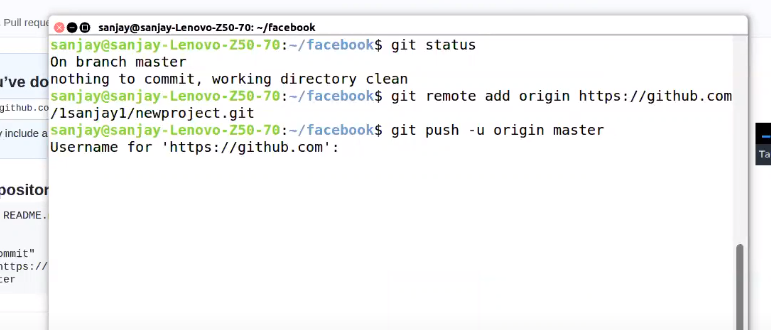 Pull reque
sanjay@sanjay-Lenovo-Z50-70: ~/facebook
sanjay@sanjay-Lenovo-Z50-70:~/facebook$ git status
On branch master
nothing to commit, working directory clean
sanjay@sanjay-Lenovo-Z50-70:~/facebook$ git remote add origin https://github.com
/1sanjay1/newproject.git
sanjay@sanjay-Lenovo-Z50-70:~/facebook$ git push -u origin master
Username for 'https://github.com':
u've do
github.co
y include a
Ta
positor
README.
ommit"
https://
ter